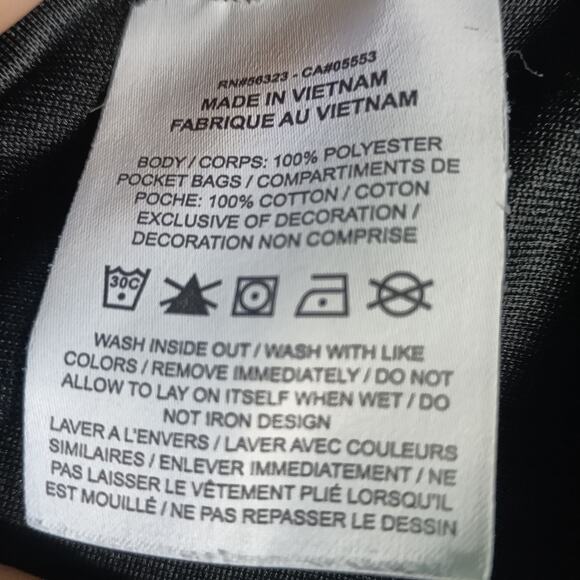 RN#56323 - CA#05553
MADE IN VIETNAM
FABRIQUE AU VIETNAM
BODY / CORPS: 100% POLYESTER
POCKET BAGS / COMPARTIMENTS DE
POCHE: 100% COTTON / COTON
EXCLUSIVE OF DECORATION /
DECORATION NON COMPRISE
30C
WASH INSIDE OUT / WASH WITH LIKE
COLORS / REMOVE IMMEDIATELY / DO NOT
ALLOW TO LAY ON ITSELF WHEN WET / DO
NOT IRON DESIGN
LAVER A L'ENVERS / LAVER AVEC COULEURS
SIMILAIRES / ENLEVER IMMEDIATEMENT / NE
PAS LAISSER LE VÊTEMENT PLIÉ LORSQU'IL
EST MOUILLÉ / NE PAS REPASSER LE DESSIN